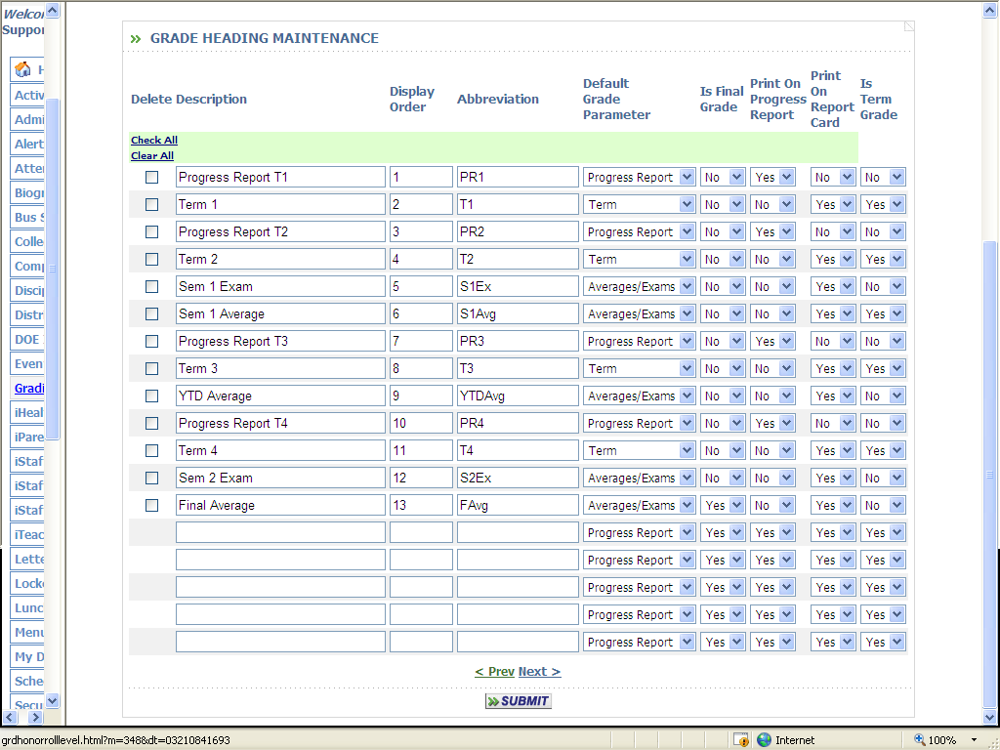 Welcom
Suppor
H
Activ
Admi
Alert
Atte
Biogr
Bus S
Colle
Comp
Discip
Distr
DOE
Even
Gradi
iHeal
iPare
iStaf
iStaf
iStaf
iTeac
Lette
Locke
Lunc
Menu
My D
Sche
Secu
GRADE HEADING MAINTENANCE
Delete Description Display Order Abbreviation Default Grade Parameter Is Final Grade Print On Progress Report Print On Report Card Is Term Grade
Check All
Clear All
Progress Report T1 1 PR1 Progress Report No Yes No No
Term 1 2 T1 Term No No Yes Yes
Progress Report T2 3 PR2 Progress Report No Yes No No
Term 2 4 T2 Term No No Yes Yes
Sem 1 Exam 5 S1Ex Averages/Exams No No Yes No
Sem 1 Average 6 S1Avg Averages/Exams No No Yes Yes
Progress Report T3 7 PR3 Progress Report No Yes No No
Term 3 8 T3 Term No No Yes Yes
YTD Average 9 YTDAvg Averages/Exams No No Yes No
Progress Report T4 10 PR4 Progress Report No Yes No No
Term 4 11 T4 Term No No Yes Yes
Sem 2 Exam 12 S2Ex Averages/Exams No No Yes No
Final Average 13 FAvg Averages/Exams Yes No Yes Yes
Progress Report Yes Yes Yes Yes
Progress Report Yes Yes Yes Yes
Progress Report Yes Yes Yes Yes
Progress Report Yes Yes Yes Yes
Progress Report Yes Yes Yes Yes
< Prev Next >
SUBMIT
grdhonorrolllevel.html?m=348&dt=03210841693 Internet 100%